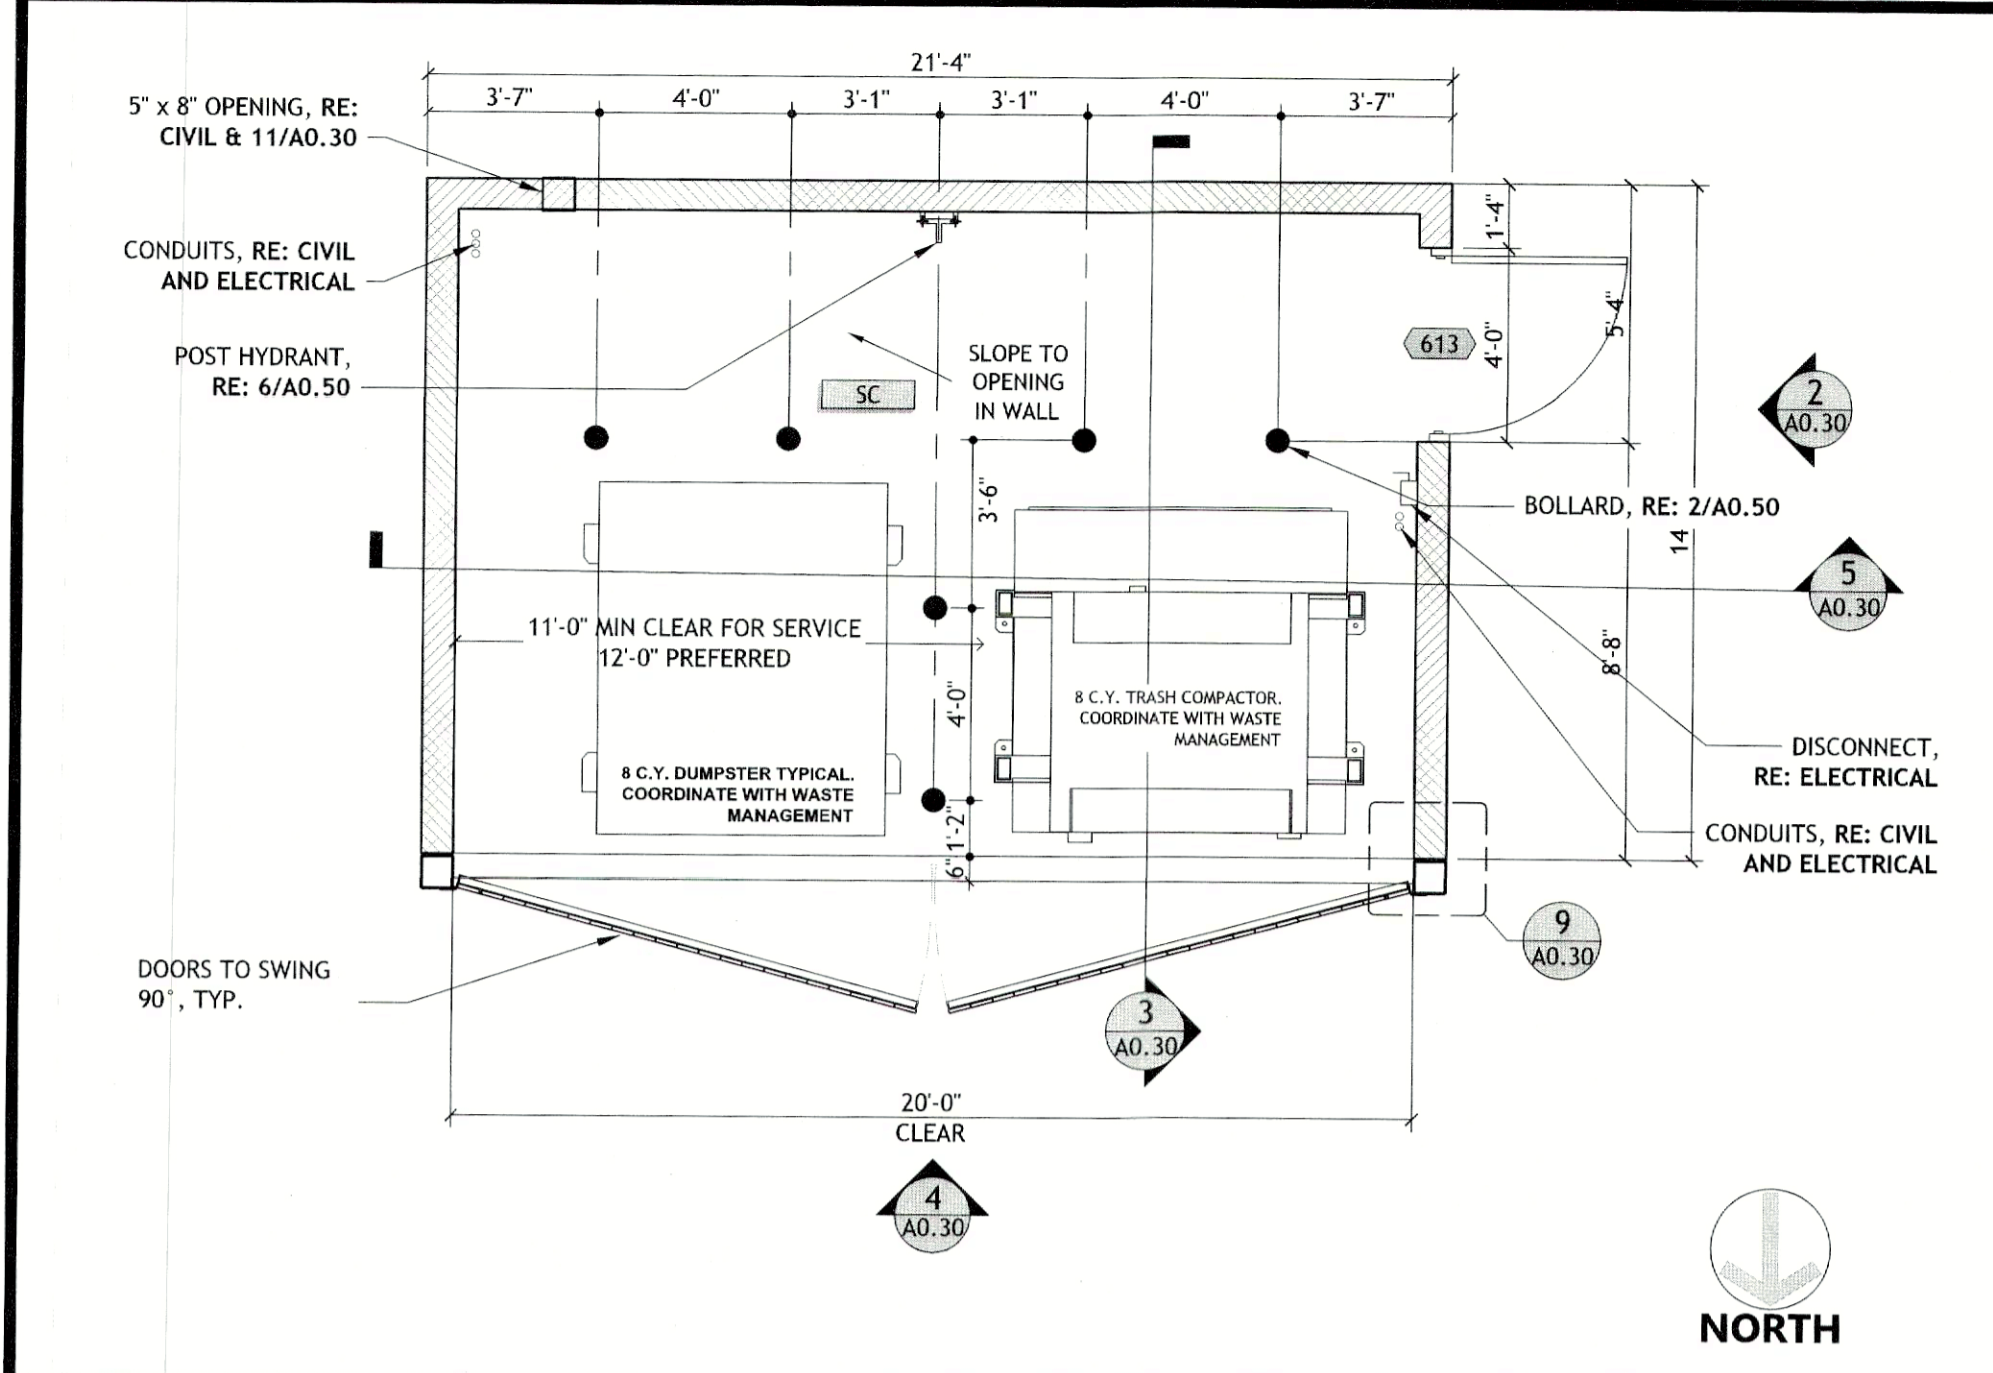 21'-4"
3'-7"
4'-0"
3'-1"
3'-1"
4'-0"
3'-7"
5" x 8" OPENING, RE:
CIVIL & 11/A0.30
CONDUITS, RE: CIVIL
AND ELECTRICAL
POST HYDRANT,
RE: 6/A0.50
SC
SLOPE TO
OPENING
IN WALL
613
1'-4"
4'-0"
5'-4"
14
2
A0.30
3'-6"
BOLLARD, RE: 2/A0.50
5
A0.30
11'-0" MIN CLEAR FOR SERVICE
12'-0" PREFERRED
8'-8"
4'-0"
8 C.Y. TRASH COMPACTOR.
COORDINATE WITH WASTE
MANAGEMENT
8 C.Y. DUMPSTER TYPICAL.
COORDINATE WITH WASTE
MANAGEMENT
DISCONNECT,
RE: ELECTRICAL
1'-2"
6"
CONDUITS, RE: CIVIL
AND ELECTRICAL
9
A0.30
DOORS TO SWING
90°, TYP.
3
A0.30
20'-0"
CLEAR
4
A0.30
NORTH